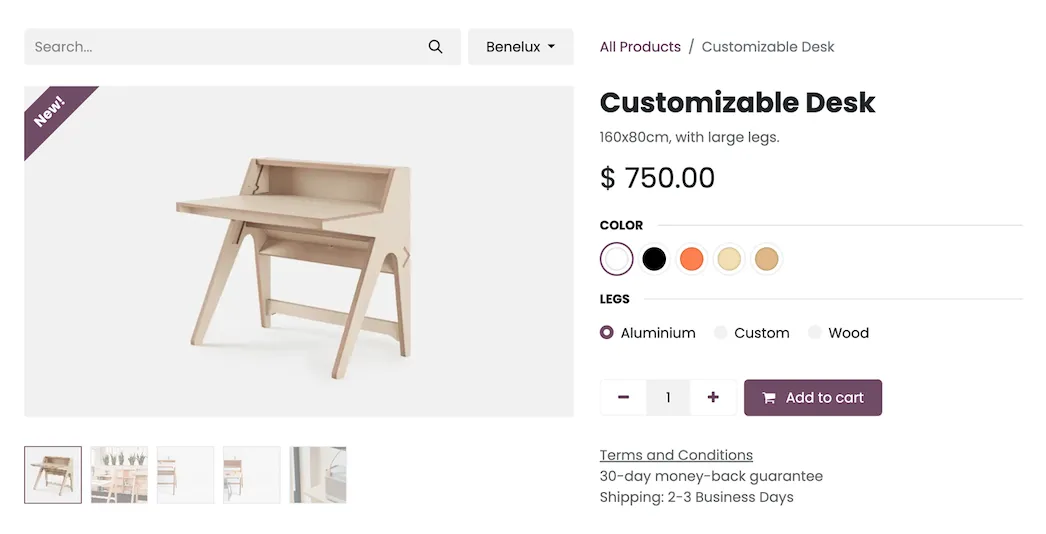 Search...
Benelux
All Products / Customizable Desk
New!
Customizable Desk
160x80cm, with large legs.
$ 750.00
COLOR
LEGS
Aluminium Custom Wood
1
Add to cart
Terms and Conditions
30-day money-back guarantee
Shipping: 2-3 Business Days